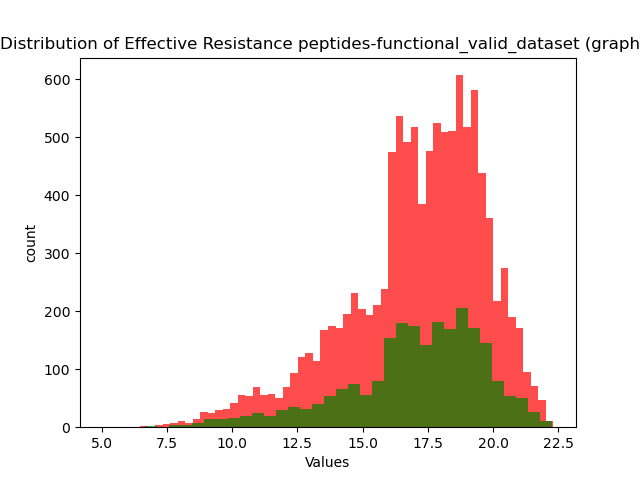 Distribution of Effective Resistance peptides-functional_valid_dataset (graph
600
500
400
300
200
100
0
count
5.0 7.5 10.0 12.5 15.0 17.5 20.0 22.5
Values